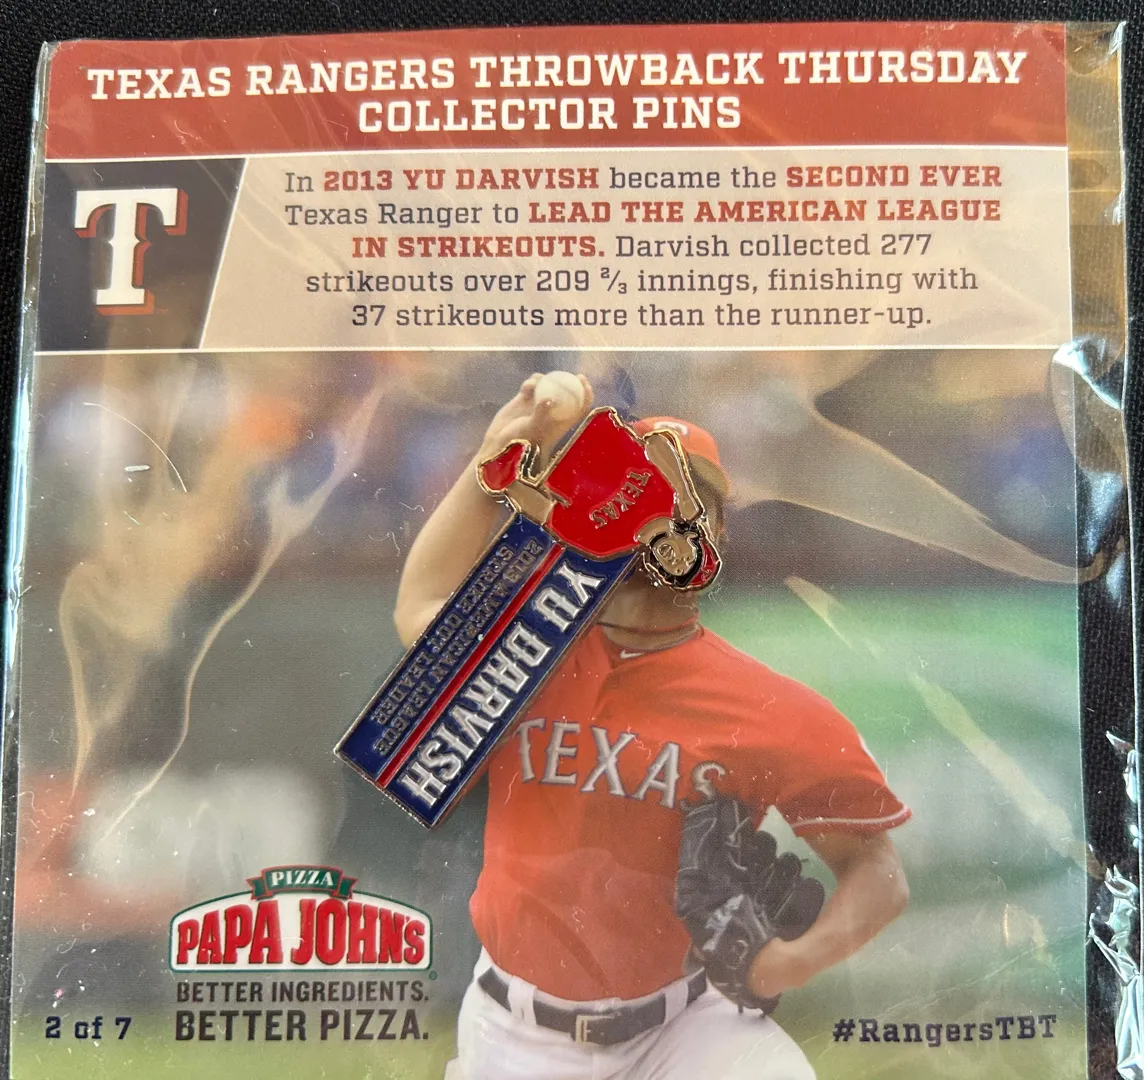 TEXAS RANGERS THROWBACK THURSDAY
COLLECTOR PINS
T
In 2013 YU DARVISH became the SECOND EVER
Texas Ranger to LEAD THE AMERICAN LEAGUE
IN STRIKEOUTS. Darvish collected 277
strikeouts over 209 ⅔ innings, finishing with
37 strikeouts more than the runner-up.
TEXAS
YU DARVISH
2013 AMERICAN LEAGUE
STRIKE OUT LEADER
TEXAS
PIZZA
PAPA JOHN'S
BETTER INGREDIENTS.
BETTER PIZZA.
2 of 7
#RangersTBT